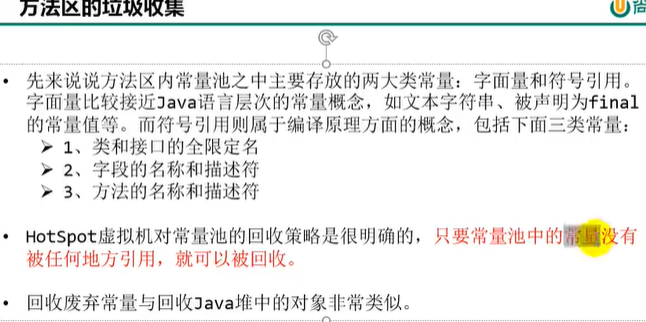 方法区的垃圾收集
• 先来说说方法区内常量池之中主要存放的两大类常量：字面量和符号引用。
字面量比较接近Java语言层次的常量概念，如文本字符串、被声明为final
的常量值等。而符号引用则属于编译原理方面的概念，包括下面三类常量：
➢ 1、类和接口的全限定名
➢ 2、字段的名称和描述符
➢ 3、方法的名称和描述符
• HotSpot虚拟机对常量池的回收策略是很明确的，只要常量池中的常量没有
被任何地方引用，就可以被回收。
• 回收废弃常量与回收Java堆中的对象非常类似。